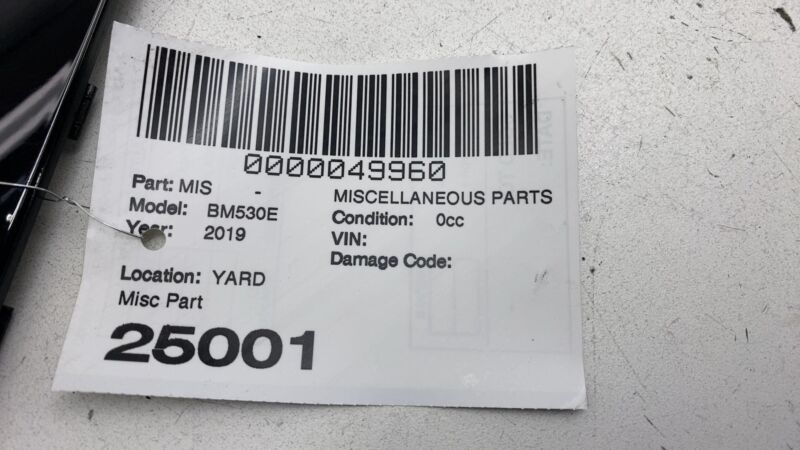 0000049960
Part: MIS - MISCELLANEOUS PARTS
Model: BM530E Condition: 0cc
Year: 2019 VIN:
Damage Code:
Location: YARD
Misc Part
25001